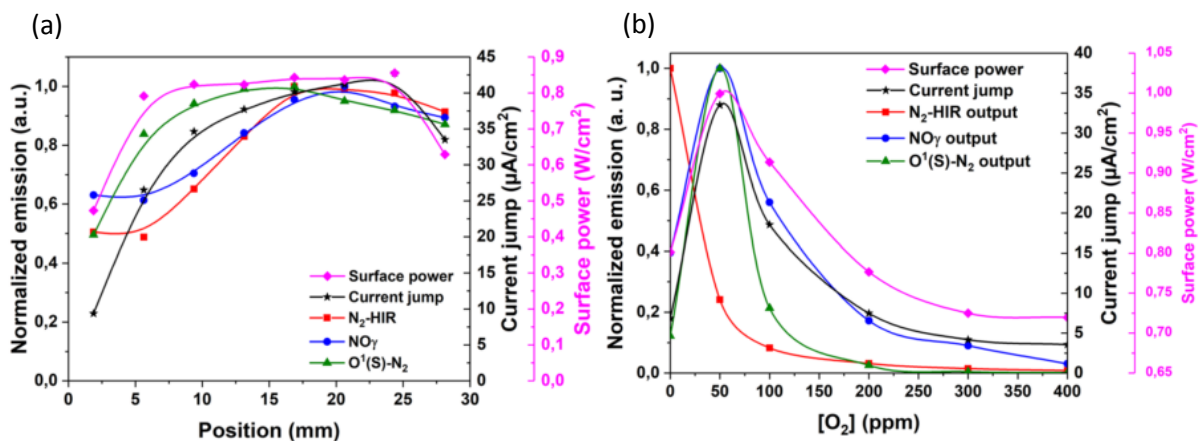 (a)
Normalized emission (a.u.)
1,0
0,8
0,6
0,4
0,2
0,0
0 5 10 15 20 25 30
Position (mm)
Surface power
Current jump
N₂-HIR
NOγ
O¹(S)-N₂
45
40
35
30
25
20
15
10
5
0
Current jump (µA/cm²)
0,9
0,8
0,7
0,6
0,5
0,4
0,3
0,2
0,1
0,0
Surface power (W/cm²)
(b)
Normalized emission (a. u.)
1,0
0,8
0,6
0,4
0,2
0,0
0 50 100 150 200 250 300 350 400
[O₂] (ppm)
Surface power
Current jump
N₂-HIR output
NOγ output
O¹(S)-N₂ output
40
35
30
25
20
15
10
5
0
Current jump (µA/cm²)
1,05
1,00
0,95
0,90
0,85
0,80
0,75
0,70
0,65
Surface power (W/cm²)